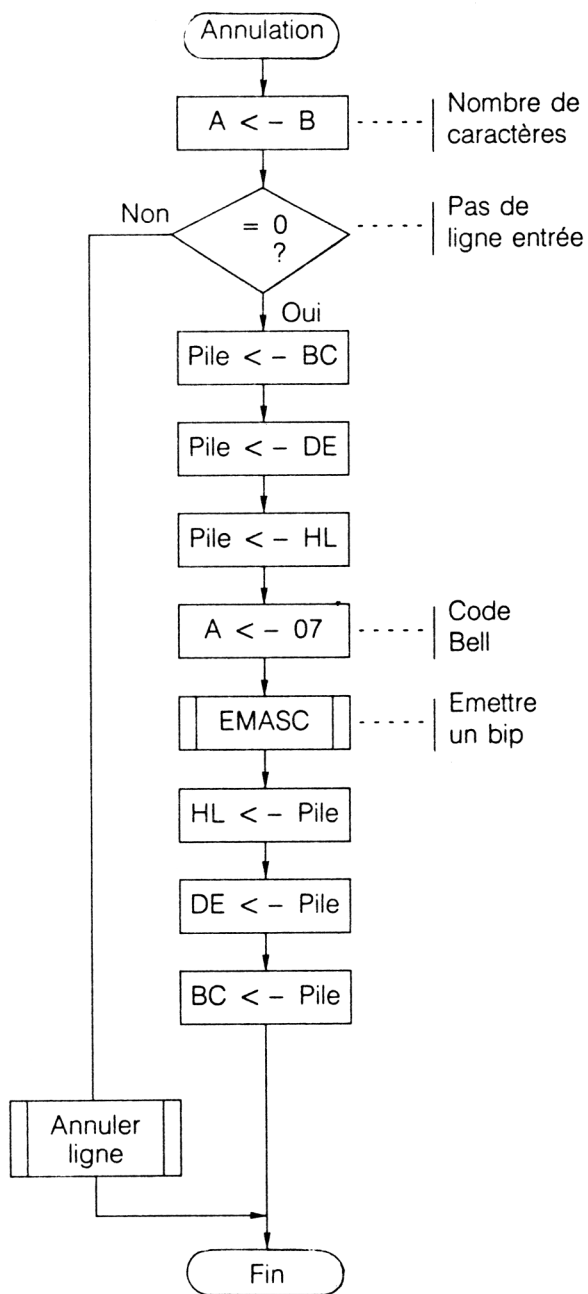 Annulation
A < – B
Nombre de
caractères
Non
= 0
?
Pas de
ligne entrée
Oui
Pile < – BC
Pile < – DE
Pile < – HL
A < – 07
Code
Bell
EMASC
Emettre
un bip
HL < – Pile
DE < – Pile
BC < – Pile
Annuler
ligne
Fin